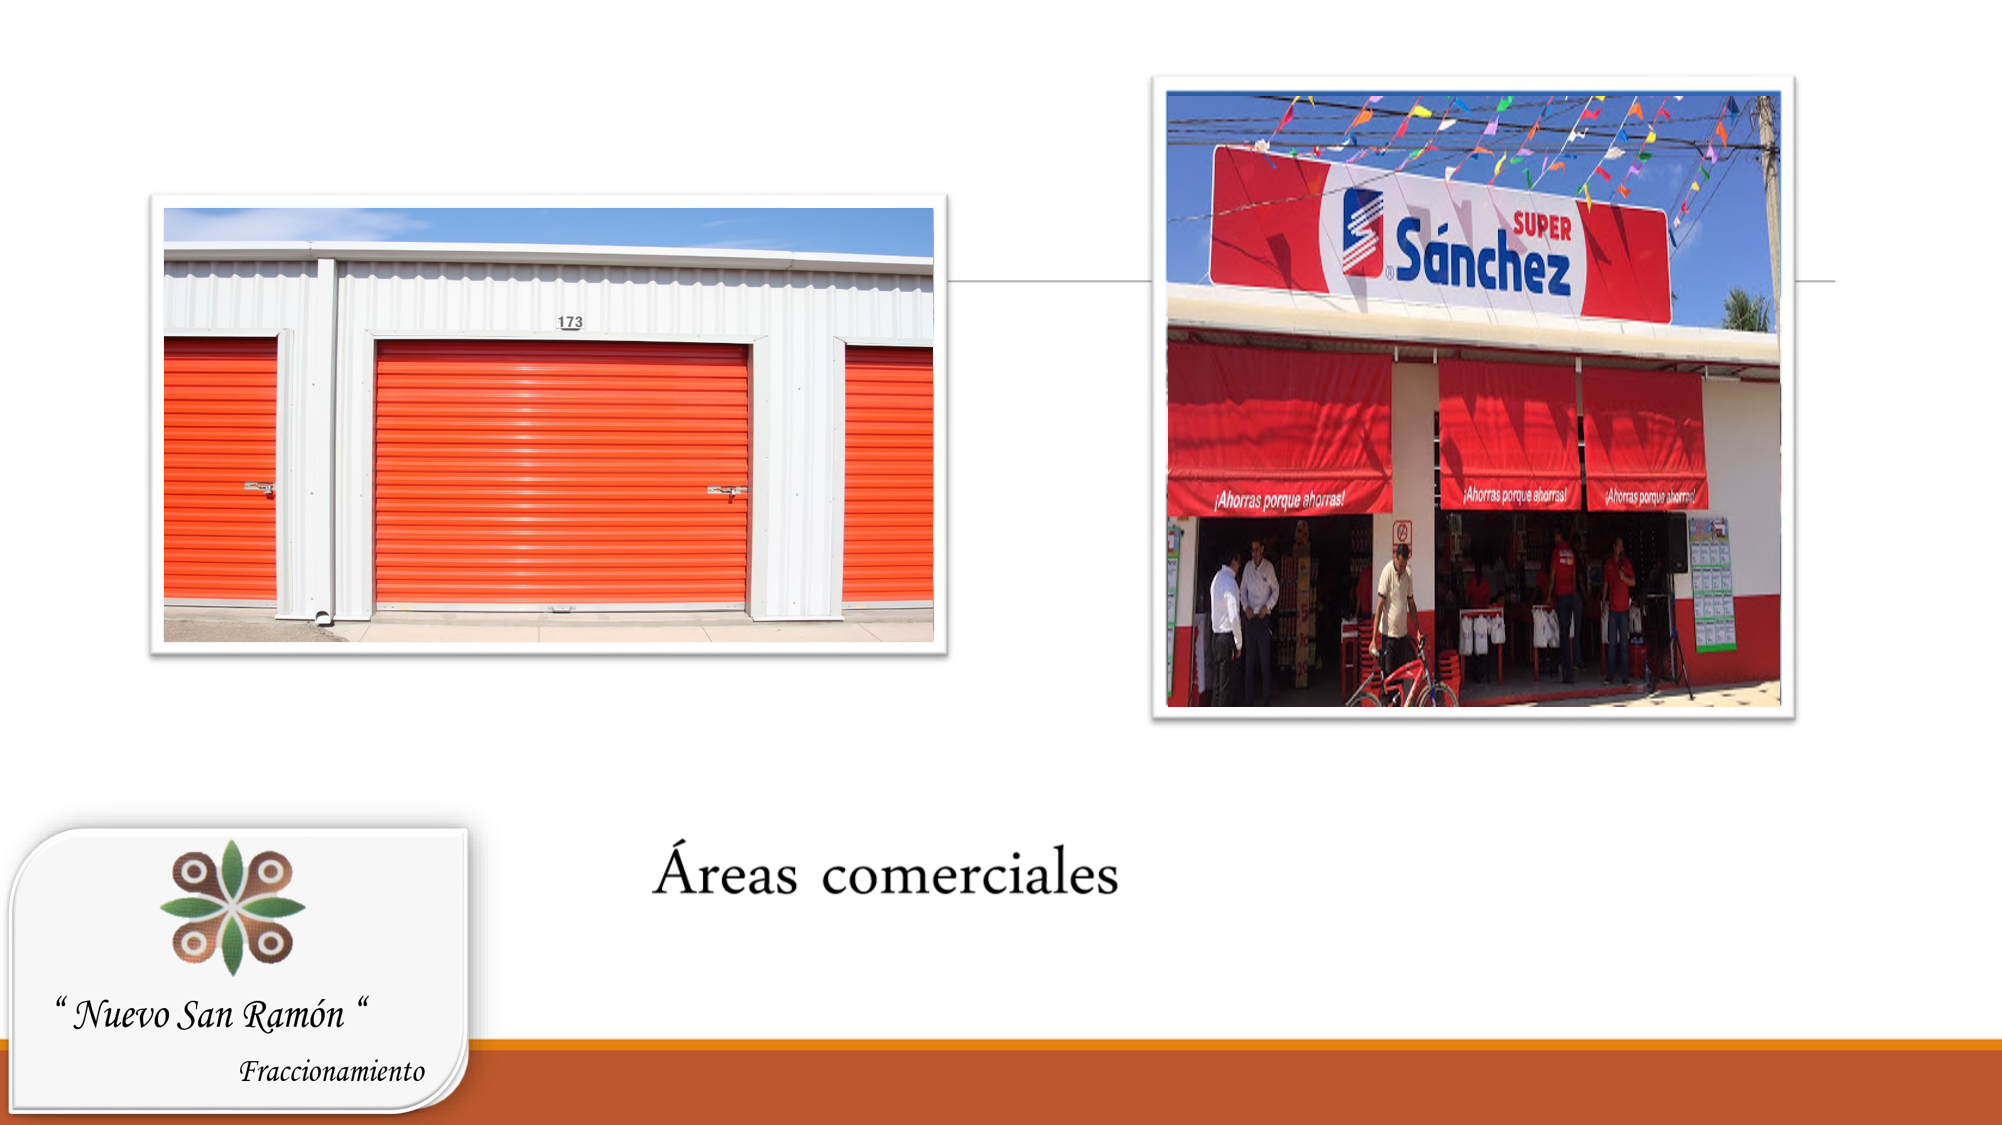 173
SUPER
Sánchez
®
¡Ahorras porque ahorras!
¡Ahorras porque ahorras!
¡Ahorras porque ahorras!
Áreas comerciales
“ Nuevo San Ramón “
Fraccionamiento